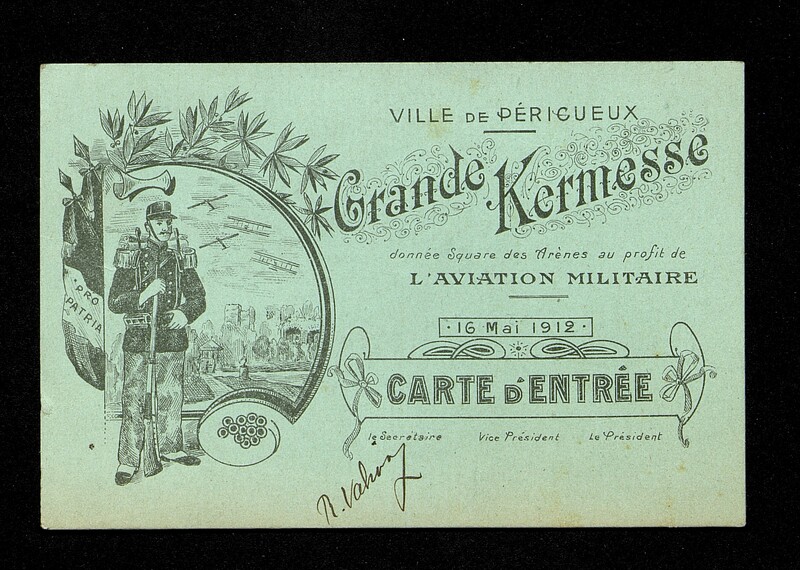 VILLE DE PÉRIGUEUX
Grande Kermesse
donnée Square des Arènes au profit de
L'AVIATION MILITAIRE
· 16 Mai 1912 ·
CARTE D'ENTRÉE
le Secrétaire Vice Président Le Président
PRO
PATRIA
R.